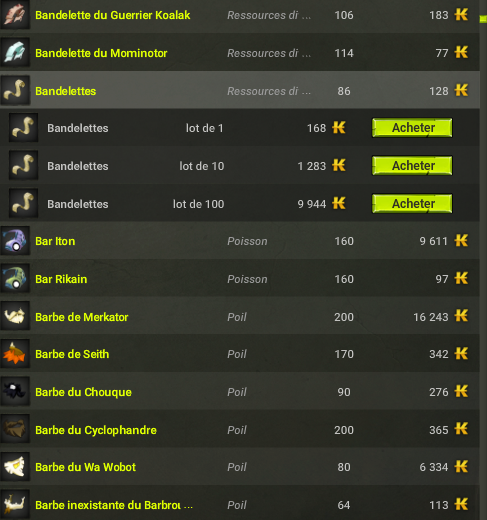 Bandelette du Guerrier Koalak Ressources di ... 106 183
Bandelette du Mominotor Ressources di ... 114 77
Bandelettes Ressources di ... 86 128
Bandelettes lot de 1 168 Acheter
Bandelettes lot de 10 1 283 Acheter
Bandelettes lot de 100 9 944 Acheter
Bar Iton Poisson 160 9 611
Bar Rikain Poisson 160 97
Barbe de Merkator Poil 200 16 243
Barbe de Seith Poil 170 342
Barbe du Chouque Poil 90 276
Barbe du Cyclophandre Poil 200 365
Barbe du Wa Wobot Poil 80 6 334
Barbe inexistante du Barbrou ... Poil 64 113